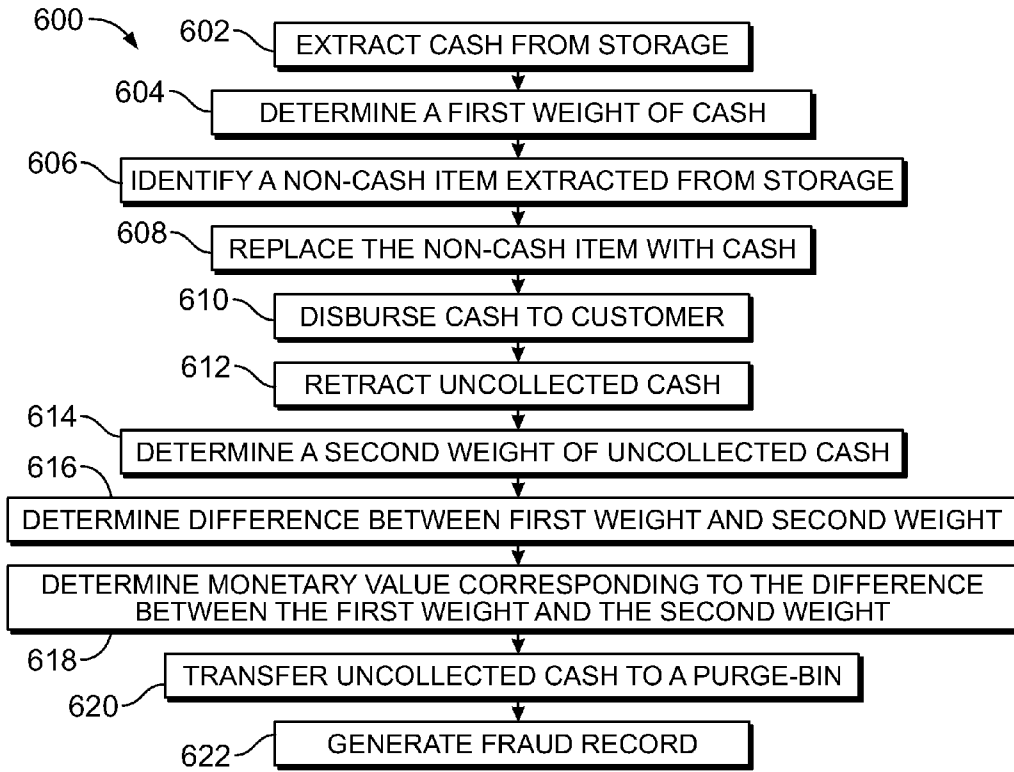 600
602
EXTRACT CASH FROM STORAGE
604
DETERMINE A FIRST WEIGHT OF CASH
606
IDENTIFY A NON-CASH ITEM EXTRACTED FROM STORAGE
608
REPLACE THE NON-CASH ITEM WITH CASH
610
DISBURSE CASH TO CUSTOMER
612
RETRACT UNCOLLECTED CASH
614
DETERMINE A SECOND WEIGHT OF UNCOLLECTED CASH
616
DETERMINE DIFFERENCE BETWEEN FIRST WEIGHT AND SECOND WEIGHT
DETERMINE MONETARY VALUE CORRESPONDING TO THE DIFFERENCE
BETWEEN THE FIRST WEIGHT AND THE SECOND WEIGHT
618
TRANSFER UNCOLLECTED CASH TO A PURGE-BIN
620
GENERATE FRAUD RECORD
622